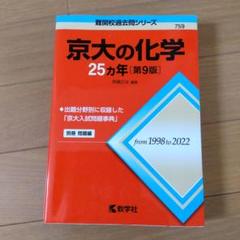 難関校過去問シリーズ
759
京大の化学
25カ年[第9版]
●出題分野別に収録した
「京大入試問題事典」
別冊 問題編
from 1998 to 2022
数学社